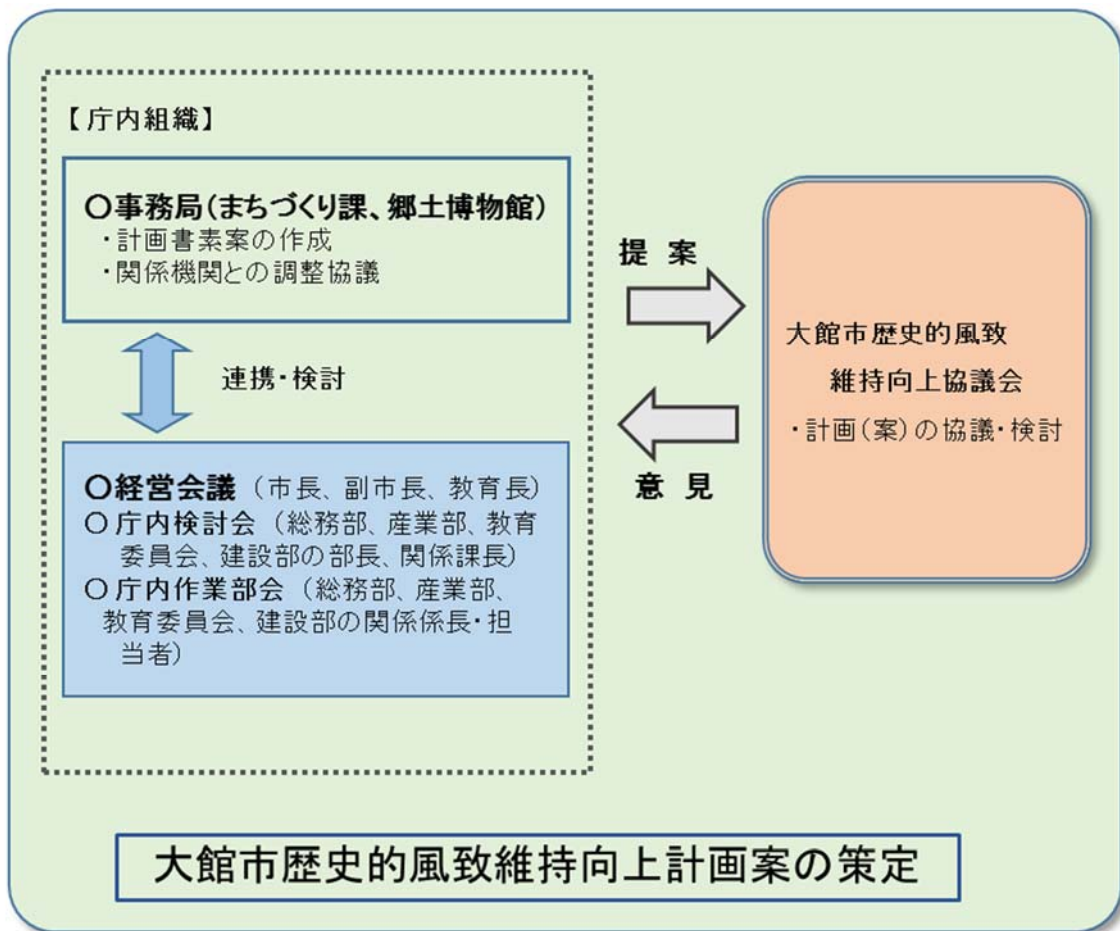 【庁内組織】
○事務局(まちづくり課、郷土博物館)
・計画書素案の作成
・関係機関との調整協議
連携・検討
○経営会議(市長、副市長、教育長)
○庁内検討会(総務部、産業部、教育
委員会、建設部の部長、関係課長)
○庁内作業部会(総務部、産業部、
教育委員会、建設部の関係係長・担
当者)
提案
意見
大館市歴史的風致
維持向上協議会
・計画(案)の協議・検討
大館市歴史的風致維持向上計画案の策定